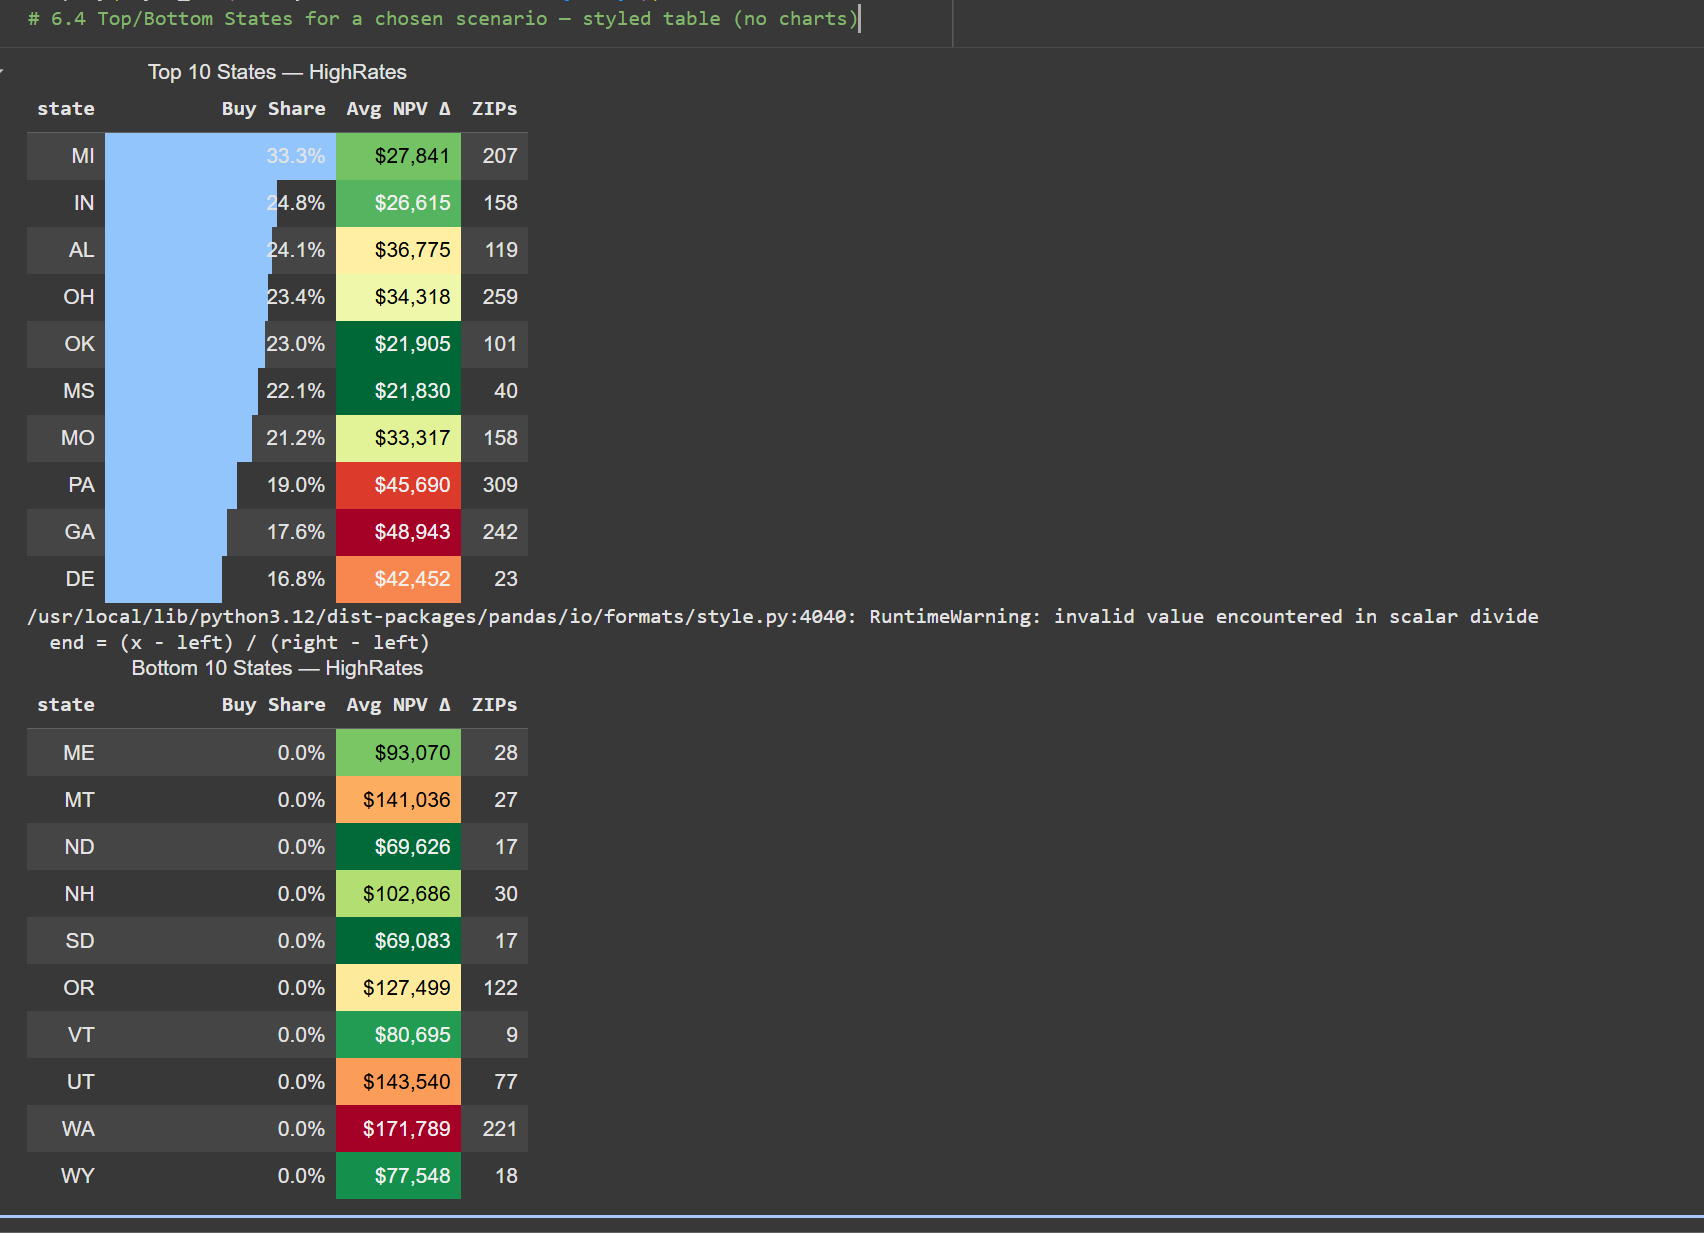 # 6.4 Top/Bottom States for a chosen scenario — styled table (no charts)
Top 10 States — HighRates
state Buy Share Avg NPV Δ ZIPs
MI 33.3% $27,841 207
IN 24.8% $26,615 158
AL 24.1% $36,775 119
OH 23.4% $34,318 259
OK 23.0% $21,905 101
MS 22.1% $21,830 40
MO 21.2% $33,317 158
PA 19.0% $45,690 309
GA 17.6% $48,943 242
DE 16.8% $42,452 23
/usr/local/lib/python3.12/dist-packages/pandas/io/formats/style.py:4040: RuntimeWarning: invalid value encountered in scalar divide
end = (x - left) / (right - left)
Bottom 10 States — HighRates
state Buy Share Avg NPV Δ ZIPs
ME 0.0% $93,070 28
MT 0.0% $141,036 27
ND 0.0% $69,626 17
NH 0.0% $102,686 30
SD 0.0% $69,083 17
OR 0.0% $127,499 122
VT 0.0% $80,695 9
UT 0.0% $143,540 77
WA 0.0% $171,789 221
WY 0.0% $77,548 18